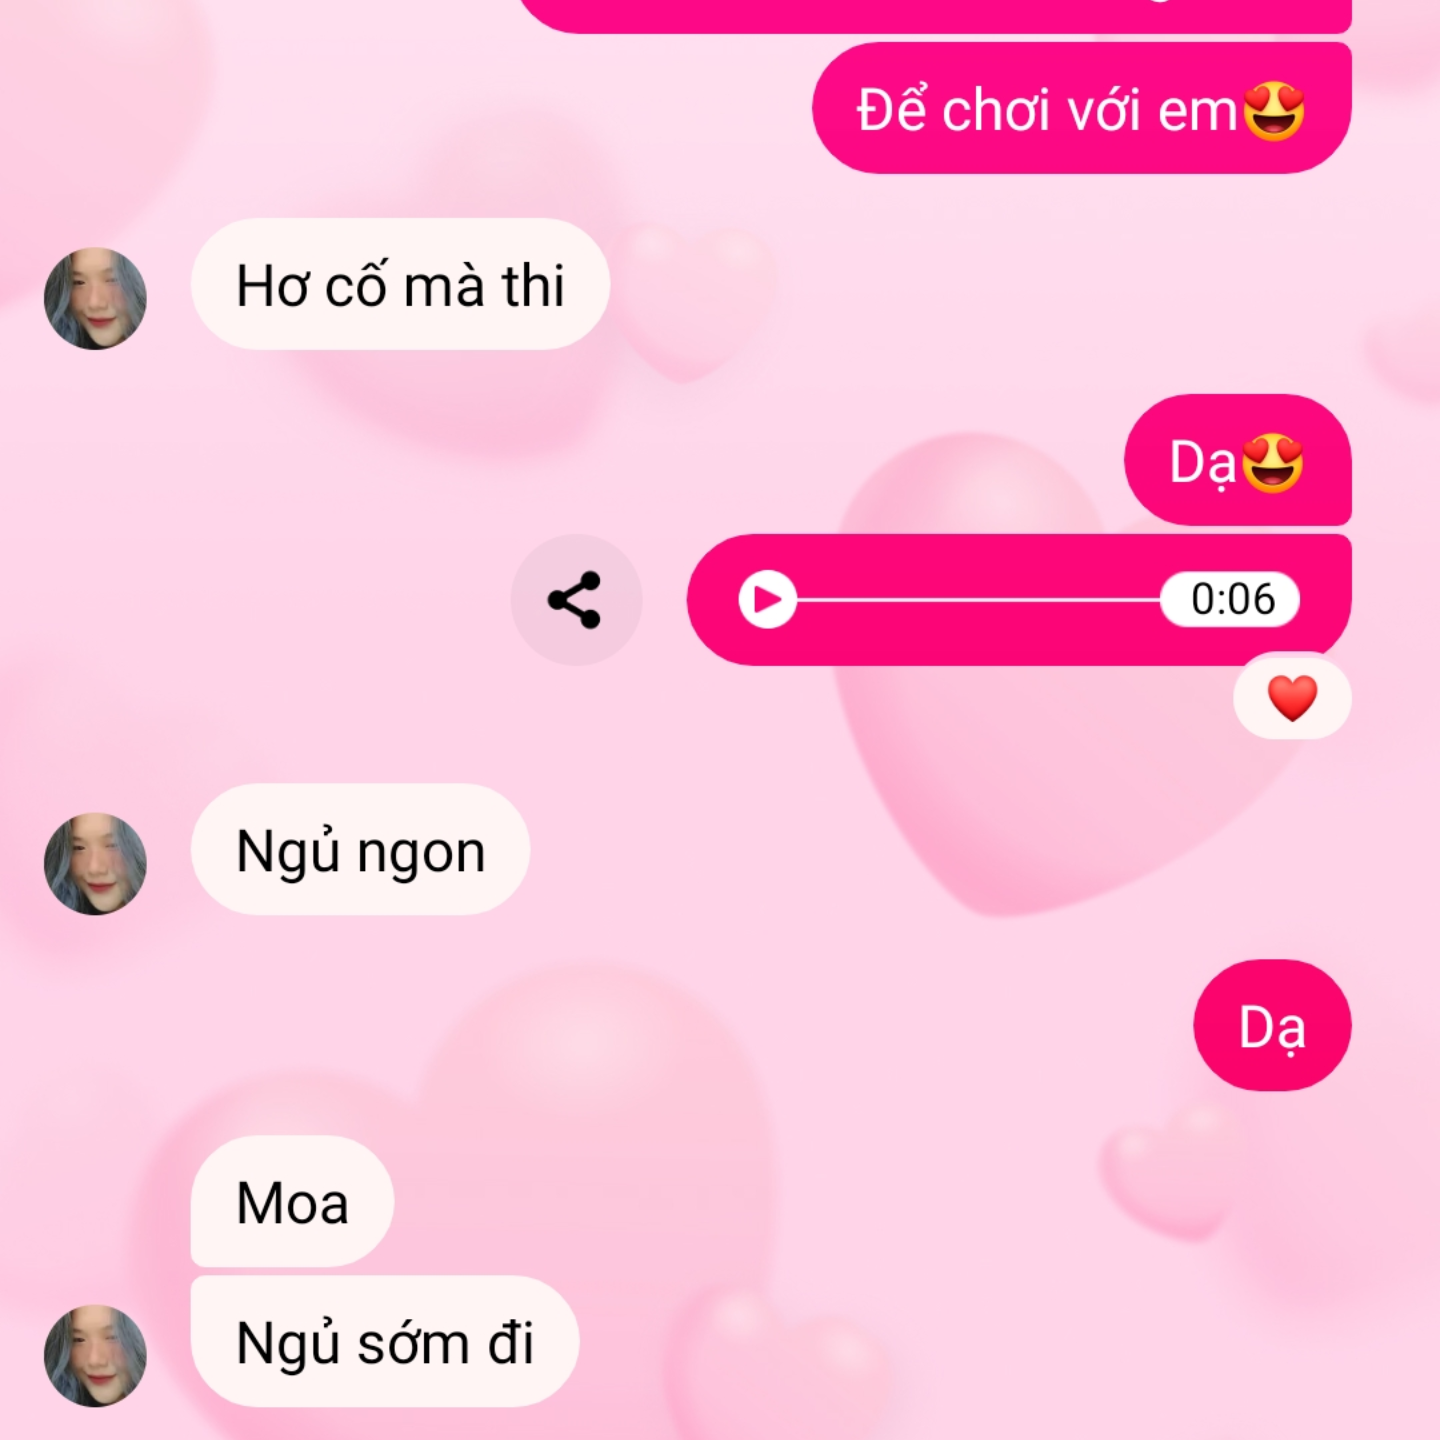 Để chơi với em😍
Hơ cố mà thi
Dạ😍
0:06
Ngủ ngon
Dạ
Moa
Ngủ sớm đi